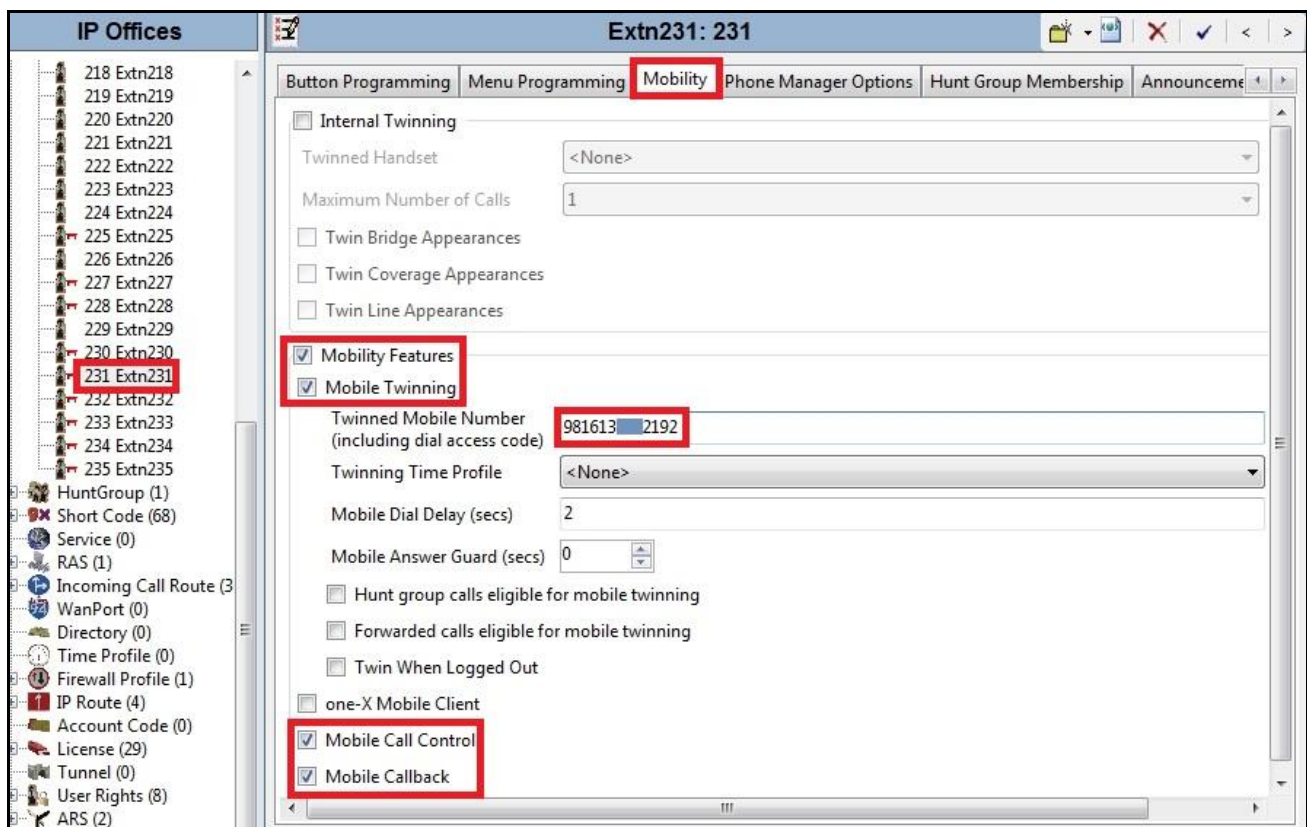 IP Offices
218 Extn218
219 Extn219
220 Extn220
221 Extn221
222 Extn222
223 Extn223
224 Extn224
225 Extn225
226 Extn226
227 Extn227
228 Extn228
229 Extn229
230 Extn230
231 Extn231
232 Extn232
233 Extn233
234 Extn234
235 Extn235
HuntGroup (1)
Short Code (68)
Service (0)
RAS (1)
Incoming Call Route (3
WanPort (0)
Directory (0)
Time Profile (0)
Firewall Profile (1)
IP Route (4)
Account Code (0)
License (29)
Tunnel (0)
User Rights (8)
ARS (2)
Extn231: 231
Button Programming Menu Programming Mobility Phone Manager Options Hunt Group Membership Announceme
Internal Twinning
Twinned Handset <None>
Maximum Number of Calls 1
Twin Bridge Appearances
Twin Coverage Appearances
Twin Line Appearances
Mobility Features
Mobile Twinning
Twinned Mobile Number
(including dial access code) 981613 2192
Twinning Time Profile <None>
Mobile Dial Delay (secs) 2
Mobile Answer Guard (secs) 0
Hunt group calls eligible for mobile twinning
Forwarded calls eligible for mobile twinning
Twin When Logged Out
one-X Mobile Client
Mobile Call Control
Mobile Callback